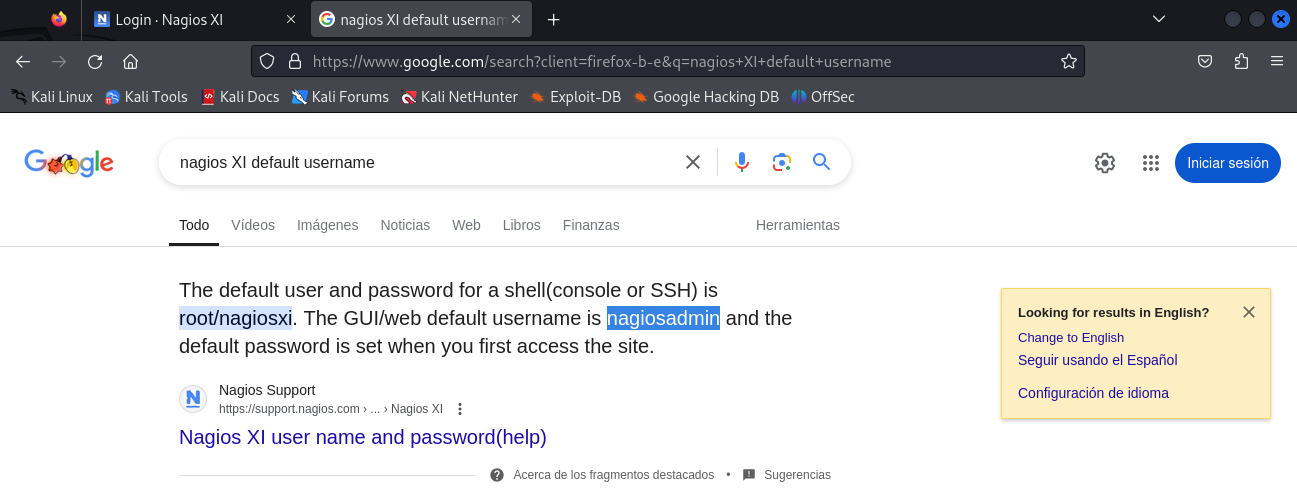 Login · Nagios XI
nagios XI default usernam
https://www.google.com/search?client=firefox-b-e&q=nagios+XI+default+username
Kali Linux Kali Tools Kali Docs Kali Forums Kali NetHunter Exploit-DB Google Hacking DB OffSec
Google
nagios XI default username
Iniciar sesión
Todo Vídeos Imágenes Noticias Web Libros Finanzas Herramientas
The default user and password for a shell(console or SSH) is
root/nagiosxi. The GUI/web default username is nagiosadmin and the
default password is set when you first access the site.
Nagios Support
https://support.nagios.com › ... › Nagios XI
Nagios XI user name and password(help)
Acerca de los fragmentos destacados • Sugerencias
Looking for results in English?
Change to English
Seguir usando el Español
Configuración de idioma